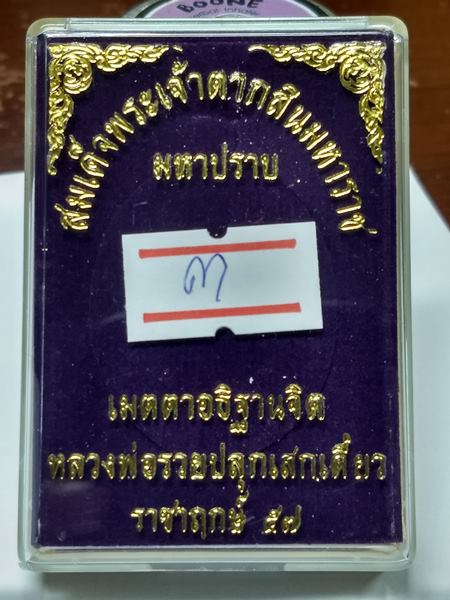 BOONE
สมเด็จพระเจ้าตากสินมหาราช
มหาปราบ
เมตตาอธิฐานจิต
หลวงพ่อรวยปลุกเสกเดี่ยว
ราชาฤกษ์ ๕๗